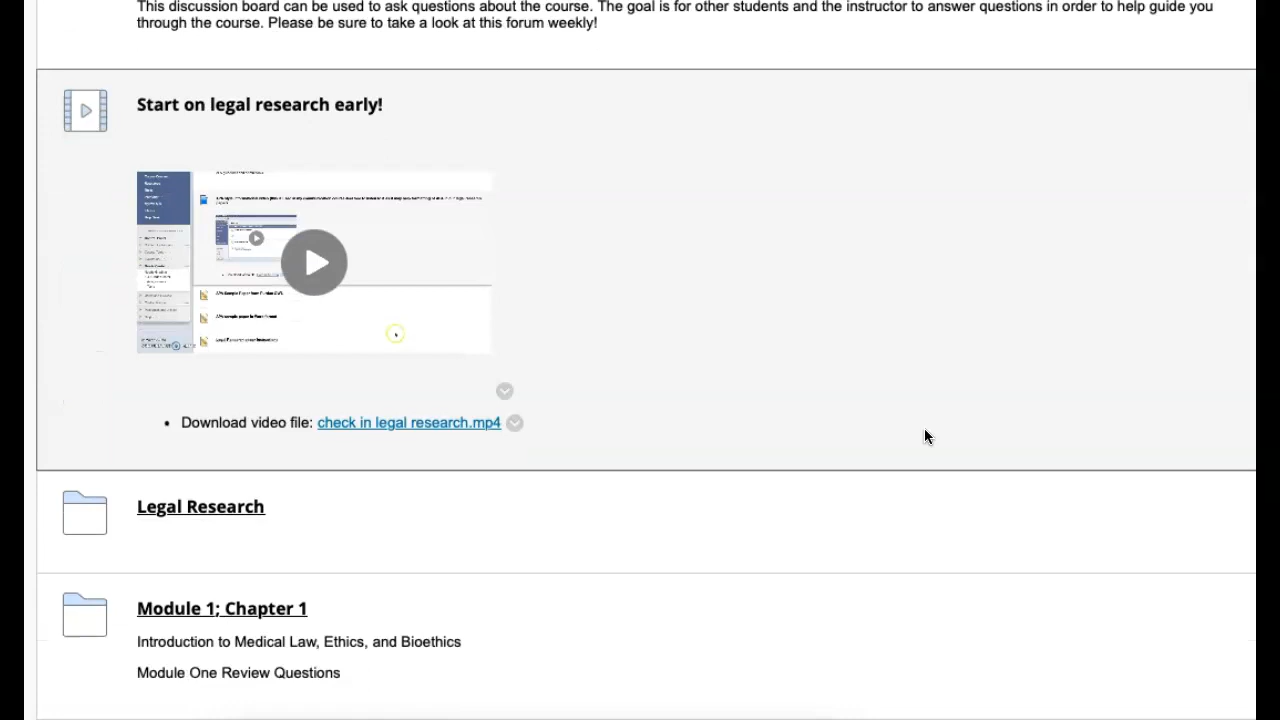 This discussion board can be used to ask questions about the course. The goal is for other students and the instructor to answer questions in order to help guide you
through the course. Please be sure to take a look at this forum weekly!
Start on legal research early!
Download video file: check in legal research.mp4
Legal Research
Module 1; Chapter 1
Introduction to Medical Law, Ethics, and Bioethics
Module One Review Questions